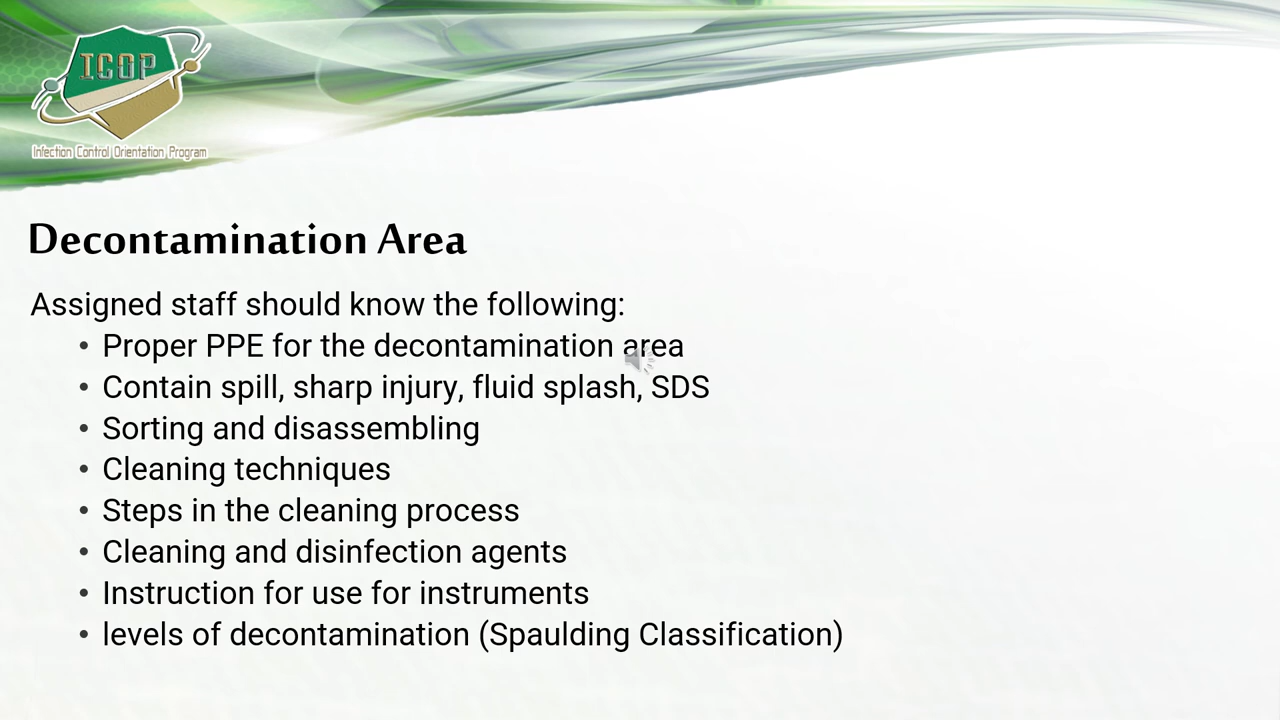 ICOP
Infection Control Orientation Program
Decontamination Area
Assigned staff should know the following:
• Proper PPE for the decontamination area
• Contain spill, sharp injury, fluid splash, SDS
• Sorting and disassembling
• Cleaning techniques
• Steps in the cleaning process
• Cleaning and disinfection agents
• Instruction for use for instruments
• levels of decontamination (Spaulding Classification)